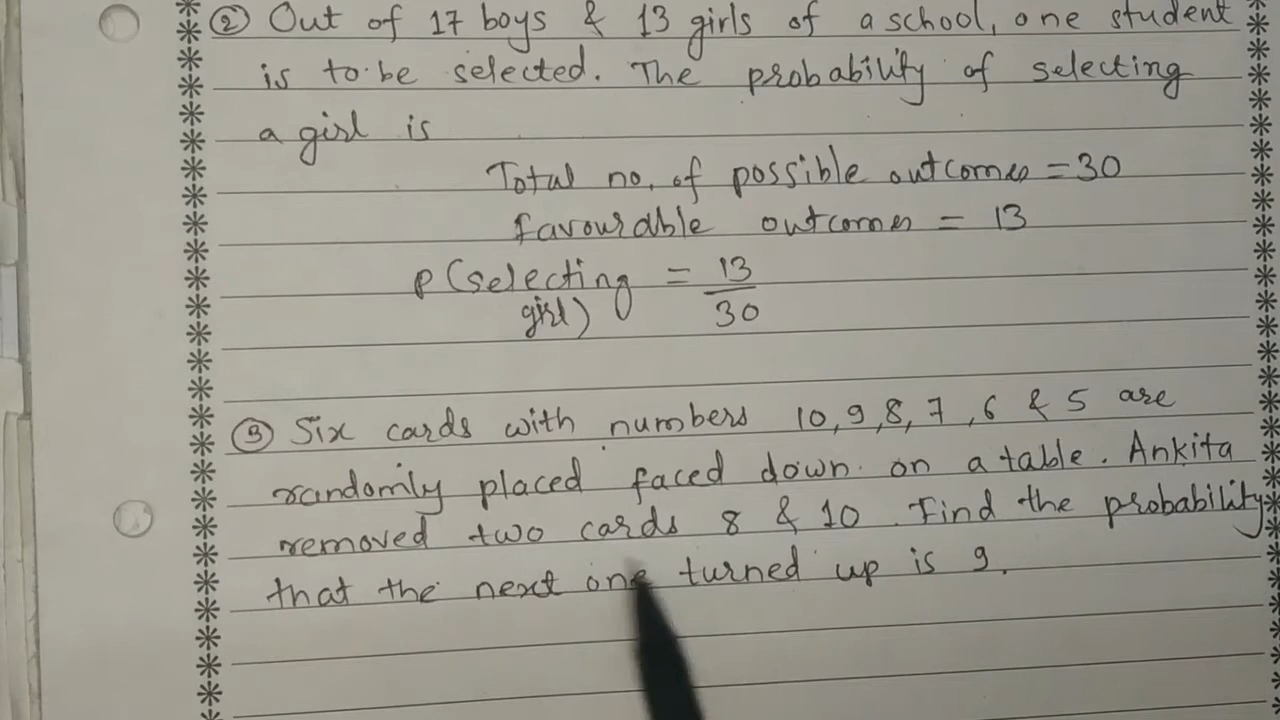 ② Out of 17 boys & 13 girls of a school, one student
is to be selected. The probability of selecting
a girl is
Total no. of possible outcomes = 30
favourable outcomes = 13
P(selecting girl) = 13/30
③ Six cards with numbers 10, 9, 8, 7, 6 & 5 are
randomly placed faced down on a table. Ankita
removed two cards 8 & 10. Find the probability
that the next one turned up is 9.